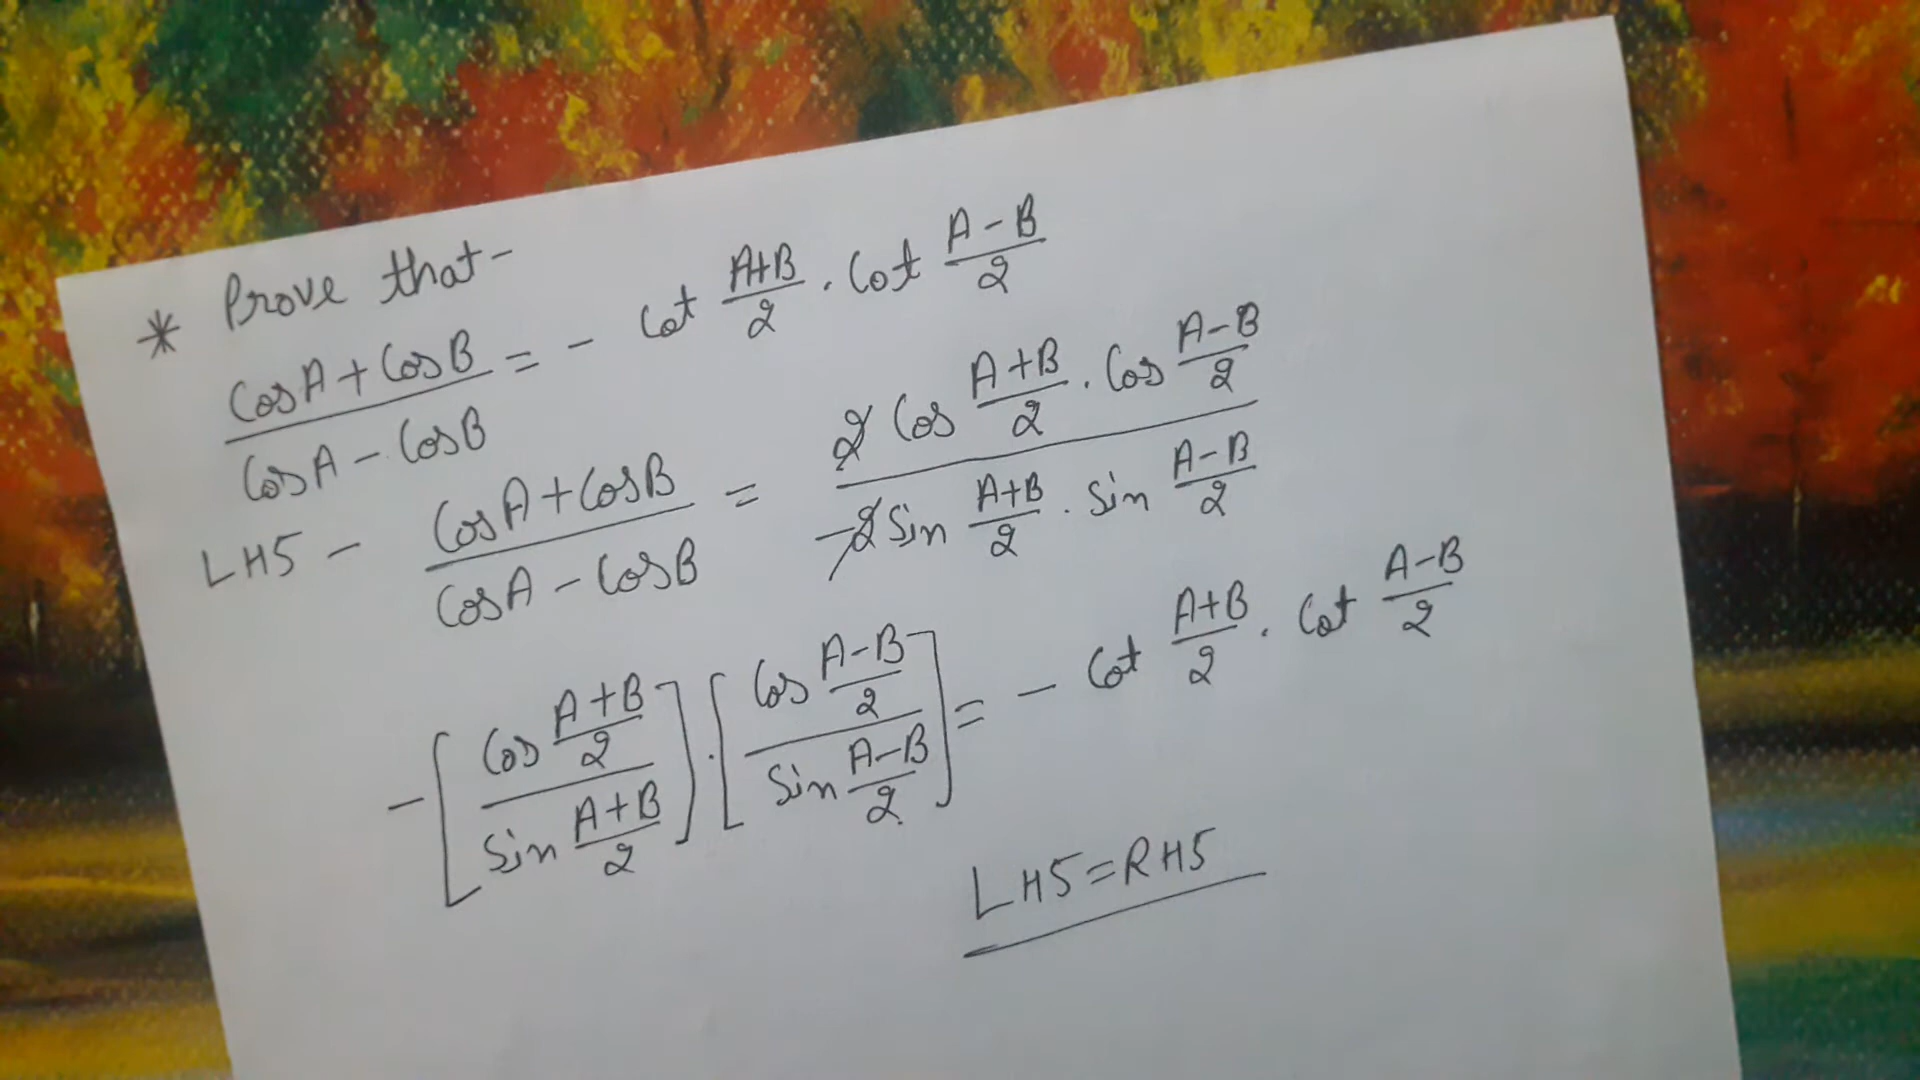 * Prove that-
(CosA + CosB)/(CosA - CosB) = - Cot (A+B)/2 . Cot (A-B)/2
LHS - (CosA + CosB)/(CosA - CosB) = (2 Cos (A+B)/2 . Cos (A-B)/2)/(-2 Sin (A+B)/2 . Sin (A-B)/2)
-[(Cos (A+B)/2)/(Sin (A+B)/2)] . [(Cos (A-B)/2)/(Sin (A-B)/2)] = - Cot (A+B)/2 . Cot (A-B)/2
LHS = RHS